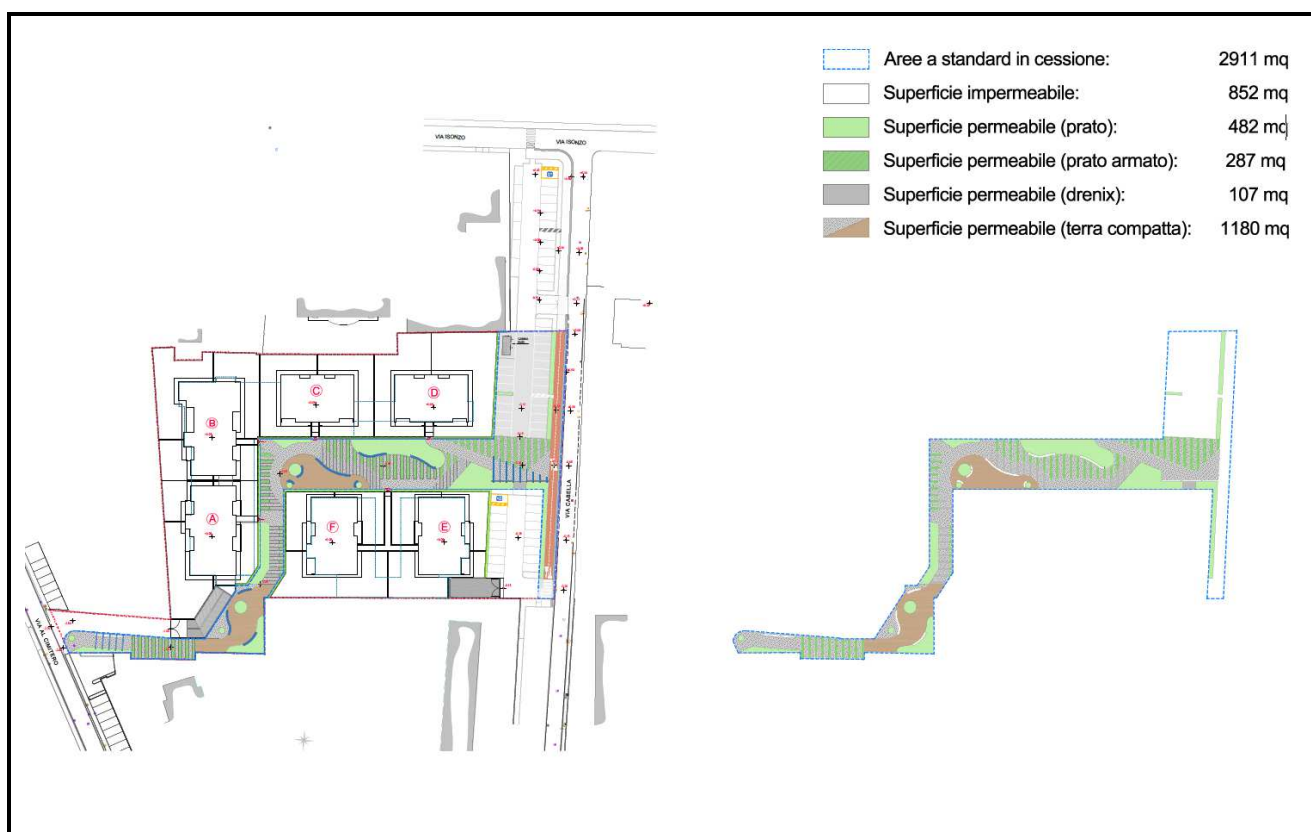 Aree a standard in cessione: 2911 mq
Superficie impermeabile: 852 mq
Superficie permeabile (prato): 482 mq
Superficie permeabile (prato armato): 287 mq
Superficie permeabile (drenix): 107 mq
Superficie permeabile (terra compatta): 1180 mq
VIA ISONZO
VIA ISONZO
C
D
B
A
F
E
VIA CABELLA
VIA AL CIMITERO